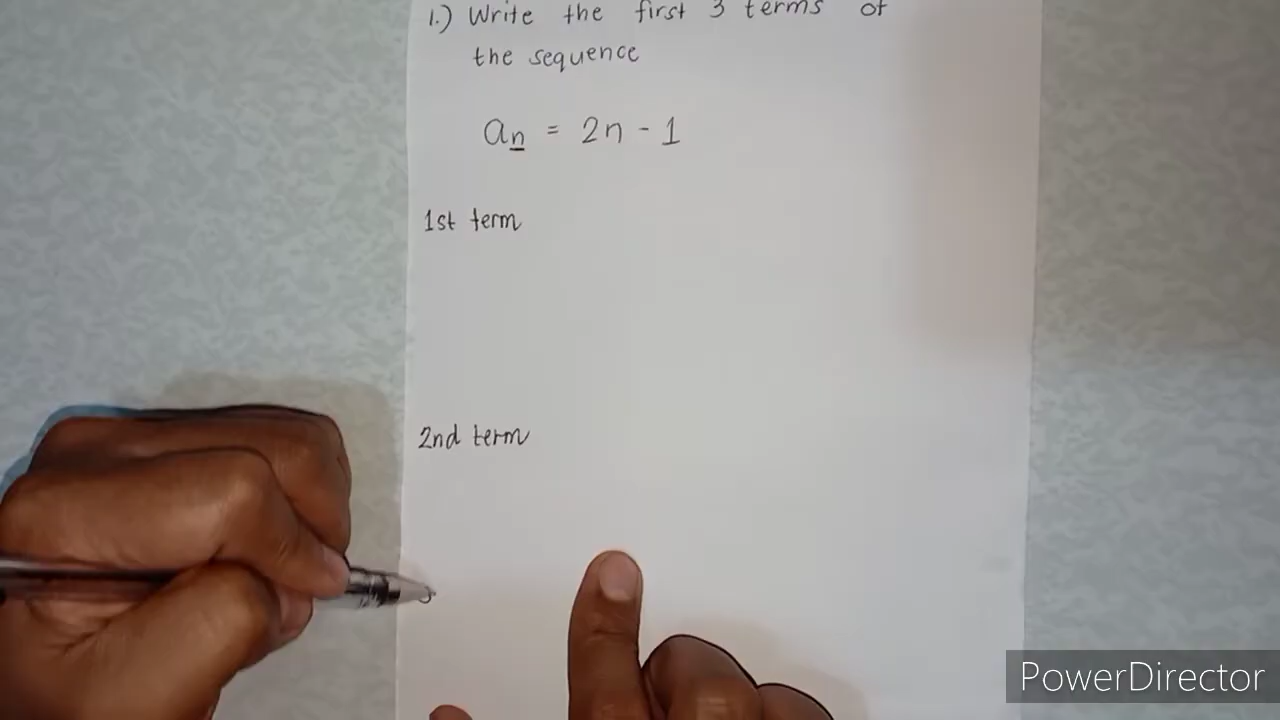 1.) Write the first 3 terms of
the sequence
an = 2n - 1
1st term
2nd term
PowerDirector